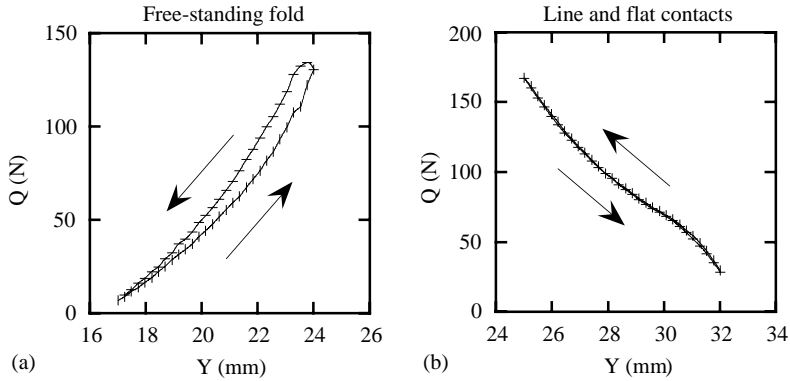 Free-standing fold
150
100
50
0
Q (N)
16 18 20 22 24 26
Y (mm)
(a)
Line and flat contacts
200
150
100
50
0
Q (N)
24 26 28 30 32 34
Y (mm)
(b)